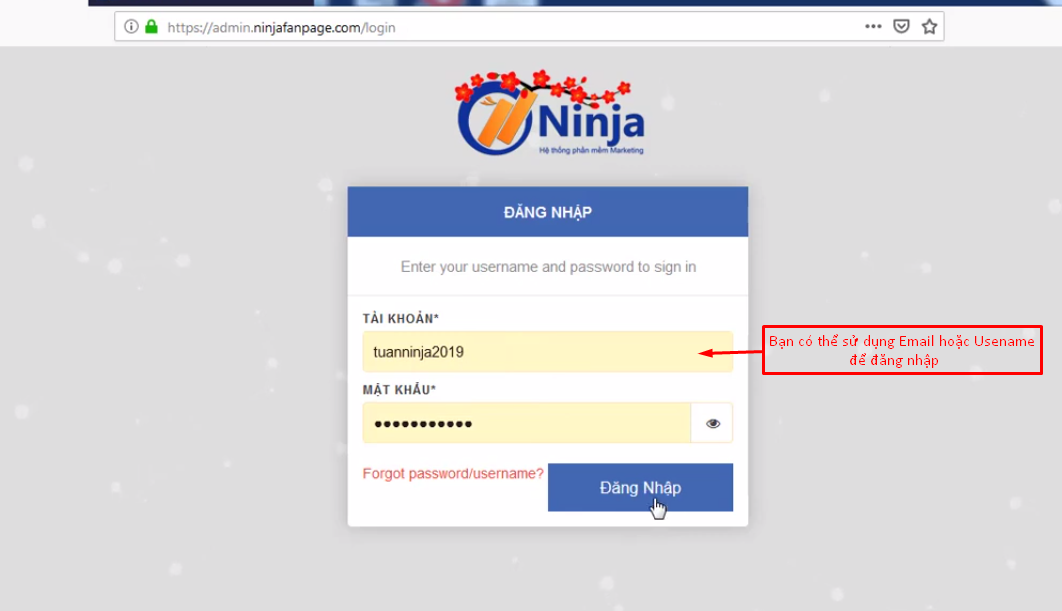 https://admin.ninjafanpage.com/login
Ninja
Hệ thống phần mềm Marketing
ĐĂNG NHẬP
Enter your username and password to sign in
TÀI KHOẢN*
tuanninja2019
Bạn có thể sử dụng Email hoặc Usename
để đăng nhập
MẬT KHẨU*
Forgot password/username?
Đăng Nhập